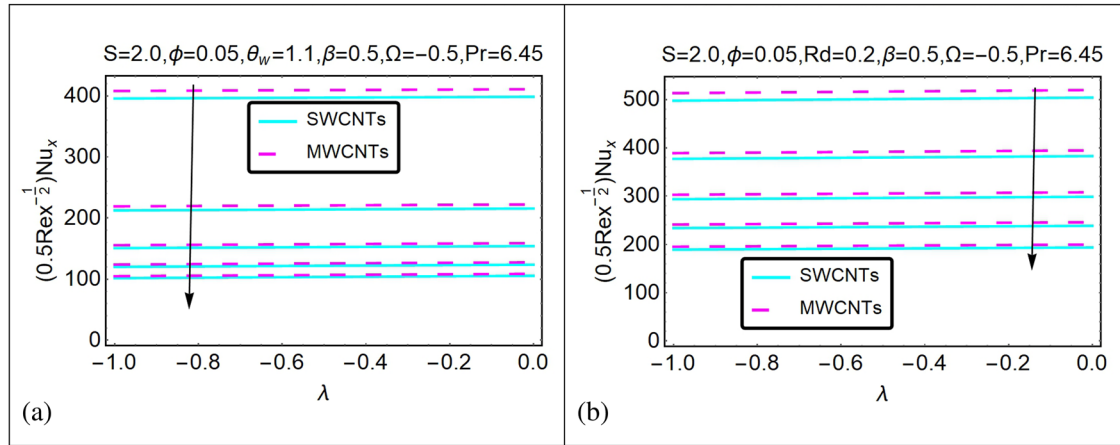 S=2.0,ϕ=0.05,θ_w=1.1,β=0.5,Ω=−0.5,Pr=6.45
400
300
200
100
0
(0.5Rex^{-1/2})Nu_x
SWCNTs
MWCNTs
−1.0 −0.8 −0.6 −0.4 −0.2 0.0
λ
(a)
S=2.0,ϕ=0.05,Rd=0.2,β=0.5,Ω=−0.5,Pr=6.45
500
400
300
200
100
0
(0.5Rex^{-1/2})Nu_x
SWCNTs
MWCNTs
−1.0 −0.8 −0.6 −0.4 −0.2 0.0
λ
(b)